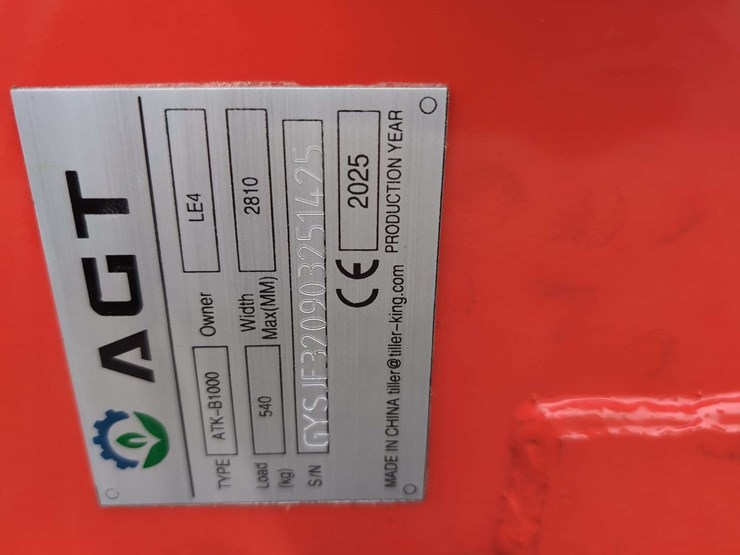 AGT
TYPE ATK-B1000 Owner LE4
Load (kg) 540 Width Max(MM) 2810
S/N GYSJF320903251425
CE 2025
MADE IN CHINA tiller@tiller-king.com PRODUCTION YEAR